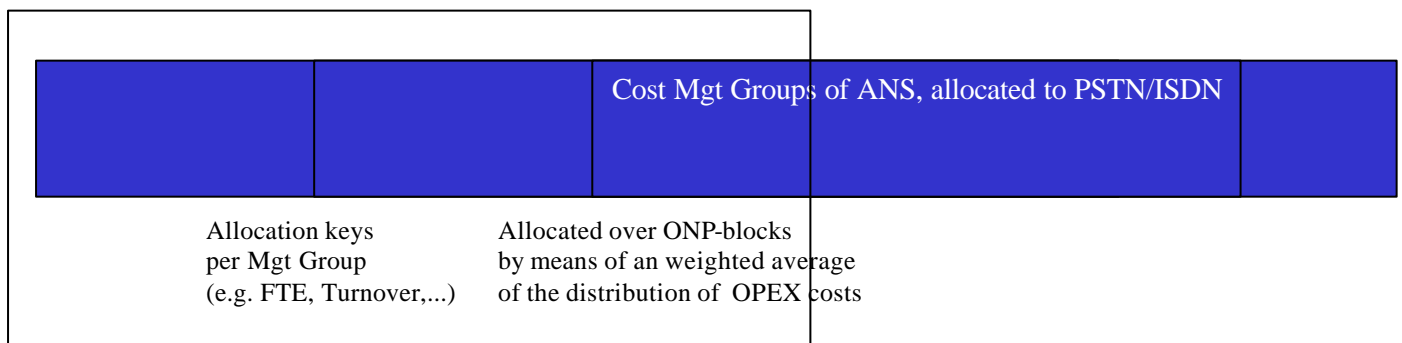 Cost Mgt Groups of ANS, allocated to PSTN/ISDN
Allocation keys
per Mgt Group
(e.g. FTE, Turnover,...)
Allocated over ONP-blocks
by means of an weighted average
of the distribution of OPEX costs